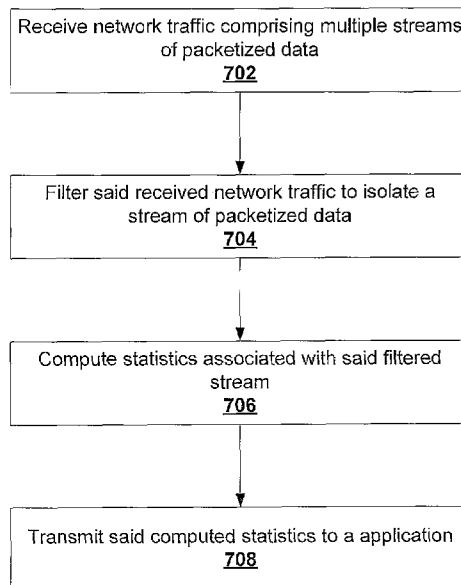 Receive network traffic comprising multiple streams
of packetized data
702
Filter said received network traffic to isolate a
stream of packetized data
704
Compute statistics associated with said filtered
stream
706
Transmit said computed statistics to a application
708